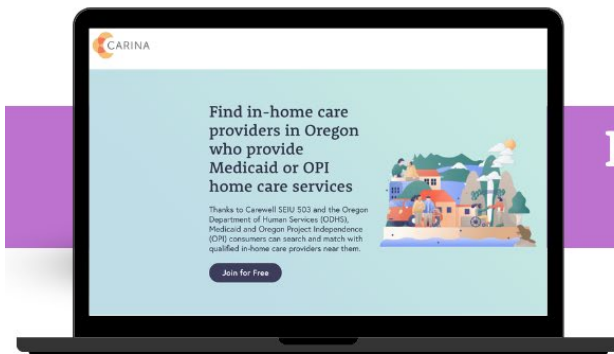 CARINA
Find in-home care
providers in Oregon
who provide
Medicaid or OPI
home care services
Thanks to Carewell SEIU 503 and the Oregon
Department of Human Services (ODHS),
Medicaid and Oregon Project Independence
(OPI) consumers can search and match with
qualified in-home care providers near them.
Join for Free